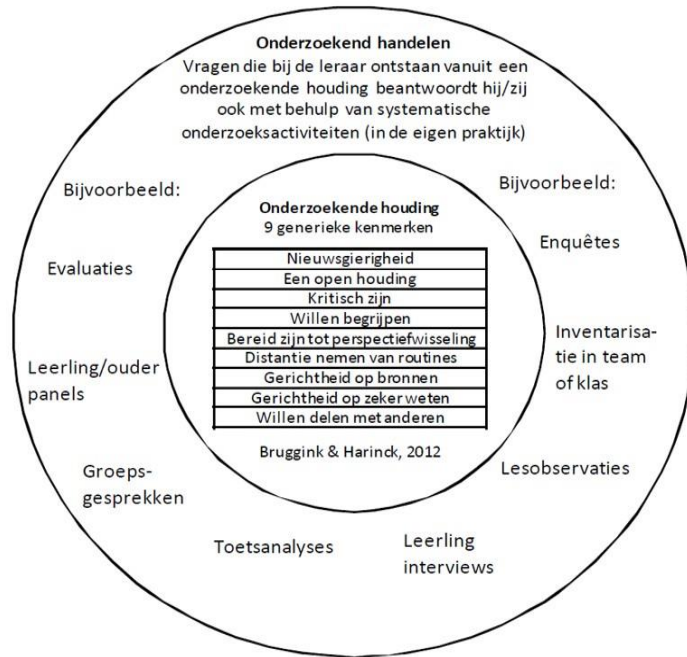 Onderzoekend handelen
Vragen die bij de leraar ontstaan vanuit een
onderzoekende houding beantwoordt hij/zij
ook met behulp van systematische
onderzoeksactiviteiten (in de eigen praktijk)
Bijvoorbeeld:
Evaluaties
Leerling/ouder
panels
Groeps-
gesprekken
Toetsanalyses
Onderzoekende houding
9 generieke kenmerken
Nieuwsgierigheid
Een open houding
Kritisch zijn
Willen begrijpen
Bereid zijn tot perspectiefwisseling
Distantie nemen van routines
Gerichtheid op bronnen
Gerichtheid op zeker weten
Willen delen met anderen
Bruggink & Harinck, 2012
Bijvoorbeeld:
Enquêtes
Inventarisa-
tie in team
of klas
Lesobservaties
Leerling
interviews